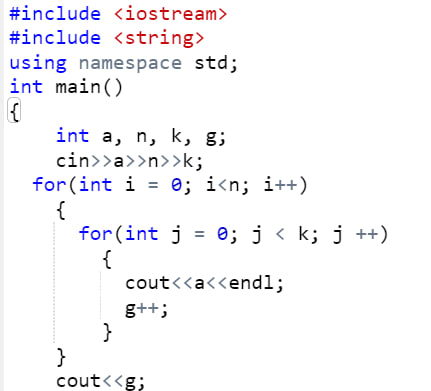 #include <iostream>
#include <string>
using namespace std;
int main()
{
    int a, n, k, g;
    cin>>a>>n>>k;
  for(int i = 0; i<n; i++)
    {
      for(int j = 0; j < k; j ++)
        {
          cout<<a<<endl;
          g++;
        }
    }
    cout<<g;